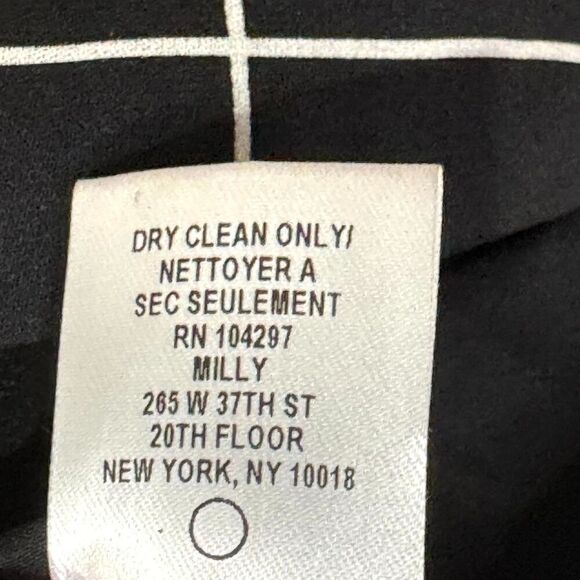 DRY CLEAN ONLY/
NETTOYER A
SEC SEULEMENT
RN 104297
MILLY
265 W 37TH ST
20TH FLOOR
NEW YORK, NY 10018